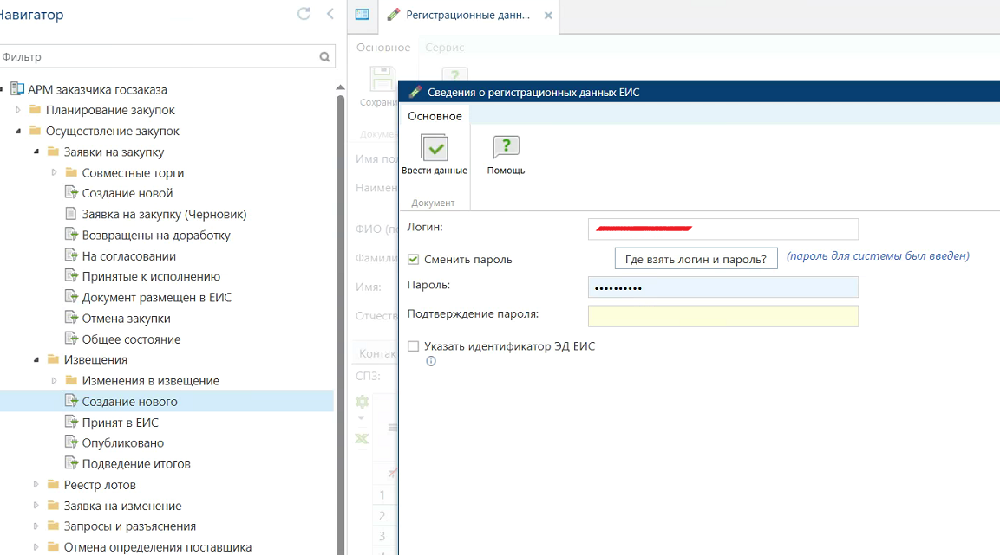 Навигатор
Фильтр
АРМ заказчика госзаказа
Планирование закупок
Осуществление закупок
Заявки на закупку
Совместные торги
Создание новой
Заявка на закупку (Черновик)
Возвращены на доработку
На согласовании
Принятые к исполнению
Документ размещен в ЕИС
Отмена закупки
Общее состояние
Извещения
Изменения в извещение
Создание нового
Принят в ЕИС
Опубликовано
Подведение итогов
Реестр лотов
Заявка на изменение
Запросы и разъяснения
Отмена определения поставщика
Регистрационные данн...
Основное Сервис
Сохрани
Докумен
Имя пол
Наимен
ФИО (по
Фамили
Имя:
Отчеств
Контак
СПЗ:
1
2
3
Сведения о регистрационных данных ЕИС
Основное
Ввести данные Помощь
Документ
Логин:
Сменить пароль Где взять логин и пароль? (пароль для системы был введен)
Пароль: ••••••••••
Подтверждение пароля:
Указать идентификатор ЭД ЕИС